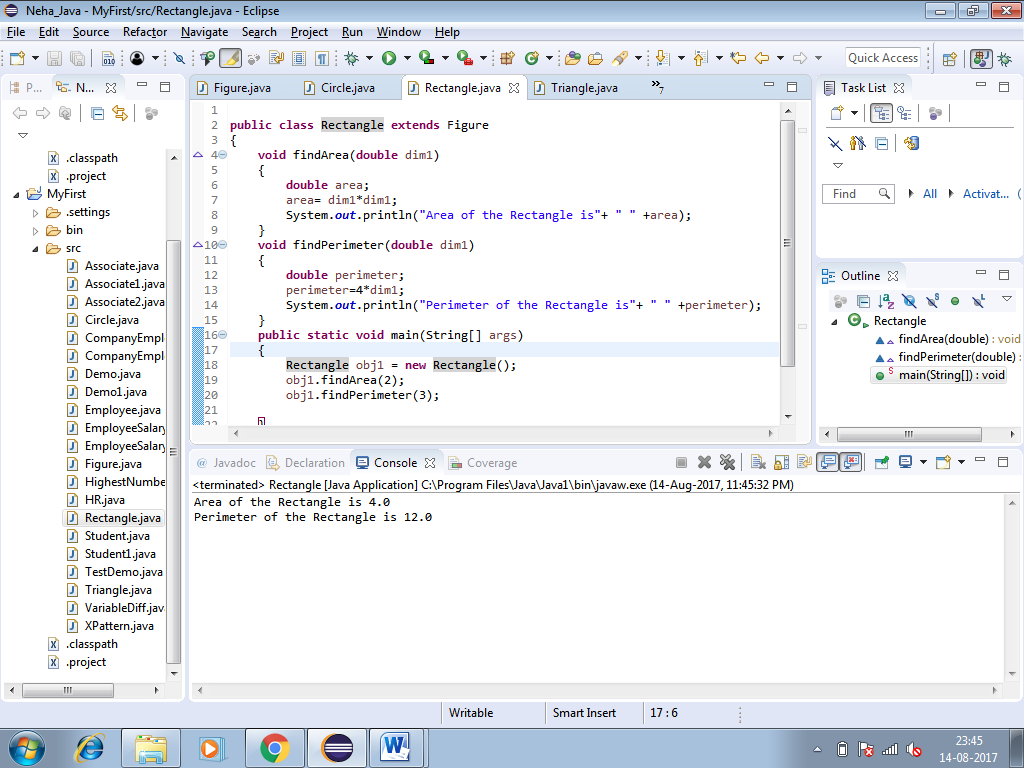 Neha_Java - MyFirst/src/Rectangle.java - Eclipse
File Edit Source Refactor Navigate Search Project Run Window Help
Quick Access
P... N...
.classpath
.project
MyFirst
.settings
bin
src
Associate.java
Associate1.java
Associate2.java
Circle.java
CompanyEmpl
CompanyEmpl
Demo.java
Demo1.java
Employee.java
EmployeeSalary
EmployeeSalary
Figure.java
HighestNumbe
HR.java
Rectangle.java
Student.java
Student1.java
TestDemo.java
Triangle.java
VariableDiff.jav
XPattern.java
.classpath
.project
Figure.java Circle.java Rectangle.java Triangle.java »7
1
2 public class Rectangle extends Figure
3 {
4 void findArea(double dim1)
5 {
6 double area;
7 area= dim1*dim1;
8 System.out.println("Area of the Rectangle is"+ " " +area);
9 }
10 void findPerimeter(double dim1)
11 {
12 double perimeter;
13 perimeter=4*dim1;
14 System.out.println("Perimeter of the Rectangle is"+ " " +perimeter);
15 }
16 public static void main(String[] args)
17 {
18 Rectangle obj1 = new Rectangle();
19 obj1.findArea(2);
20 obj1.findPerimeter(3);
21
22 }
Task List
Find All Activat...
Outline
Rectangle
findArea(double) : void
findPerimeter(double) :
main(String[]) : void
@ Javadoc Declaration Console Coverage
<terminated> Rectangle [Java Application] C:\Program Files\Java\Java1\bin\javaw.exe (14-Aug-2017, 11:45:32 PM)
Area of the Rectangle is 4.0
Perimeter of the Rectangle is 12.0
Writable Smart Insert 17 : 6
23:45
14-08-2017